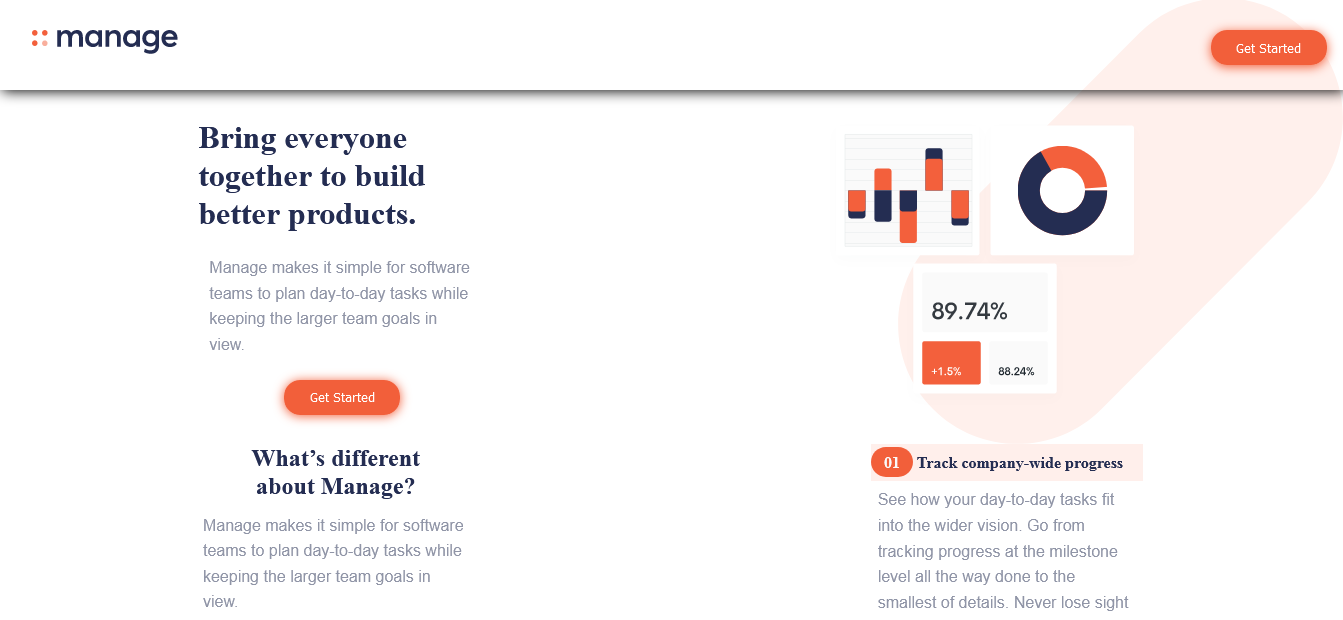 manage
Get Started
Bring everyone
together to build
better products.
Manage makes it simple for software
teams to plan day-to-day tasks while
keeping the larger team goals in
view.
Get Started
89.74%
+1.5%
88.24%
What’s different
about Manage?
Manage makes it simple for software
teams to plan day-to-day tasks while
keeping the larger team goals in
view.
01 Track company-wide progress
See how your day-to-day tasks fit
into the wider vision. Go from
tracking progress at the milestone
level all the way done to the
smallest of details. Never lose sight